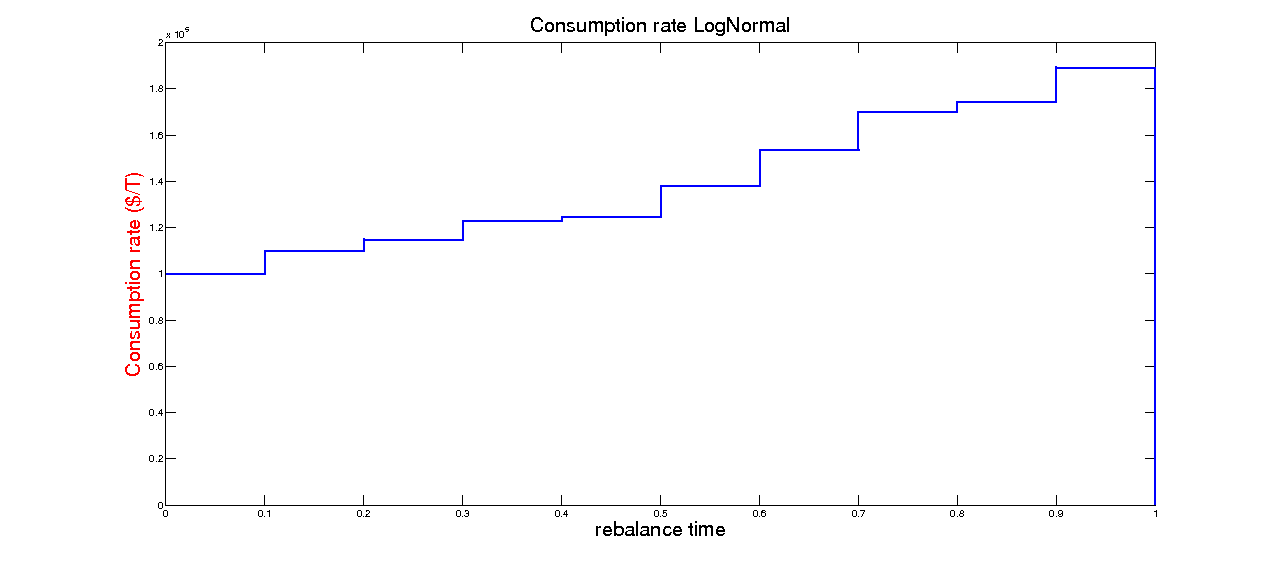 Consumption rate LogNormal
x 10^5
2
1.8
1.6
1.4
1.2
1
0.8
0.6
0.4
0.2
0
Consumption rate ($/T)
0 0.1 0.2 0.3 0.4 0.5 0.6 0.7 0.8 0.9 1
rebalance time